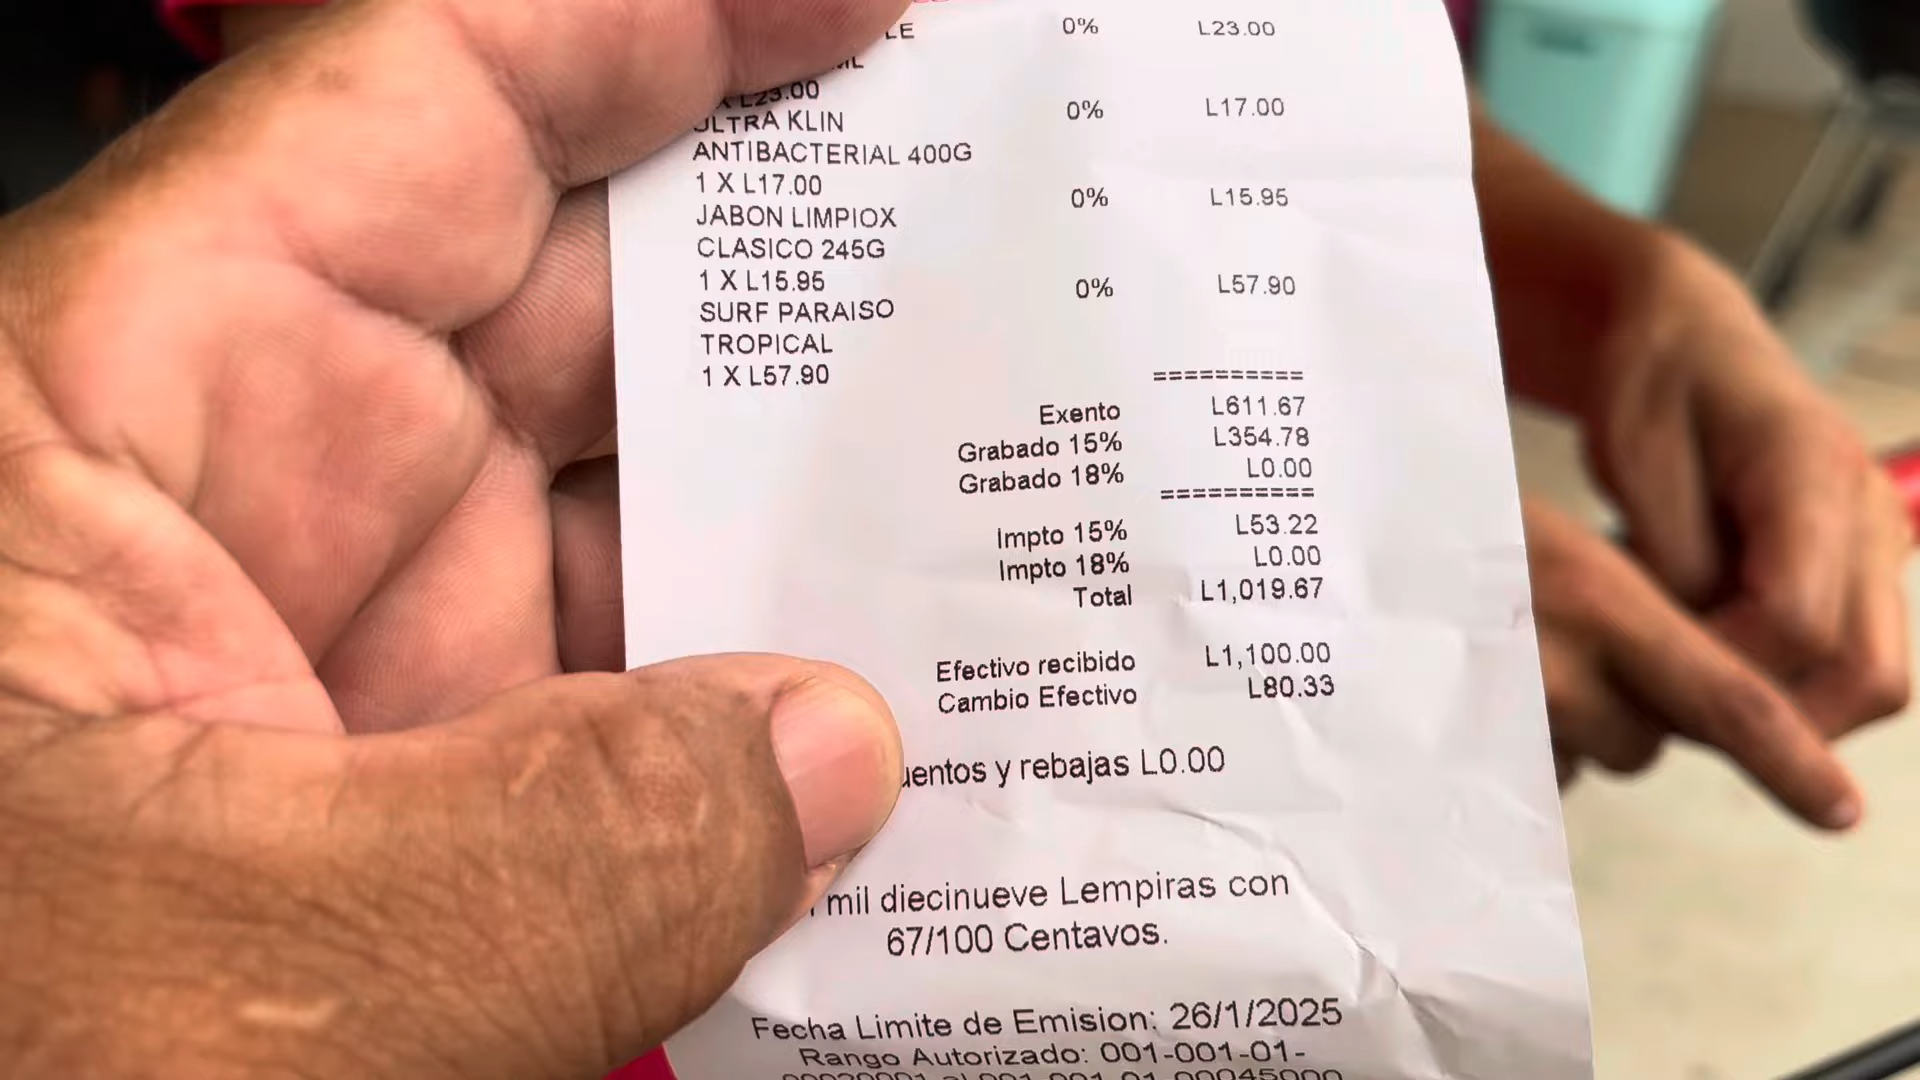 LE 0% L23.00
ML
X L23.00
ULTRA KLIN 0% L17.00
ANTIBACTERIAL 400G
1 X L17.00
JABON LIMPIOX 0% L15.95
CLASICO 245G
1 X L15.95
SURF PARAISO 0% L57.90
TROPICAL
1 X L57.90
==========
Exento L611.67
Grabado 15% L354.78
Grabado 18% L0.00
==========
Impto 15% L53.22
Impto 18% L0.00
Total L1,019.67
Efectivo recibido L1,100.00
Cambio Efectivo L80.33
uentos y rebajas L0.00
mil diecinueve Lempiras con
67/100 Centavos.
Fecha Limite de Emision: 26/1/2025
Rango Autorizado: 001-001-01-